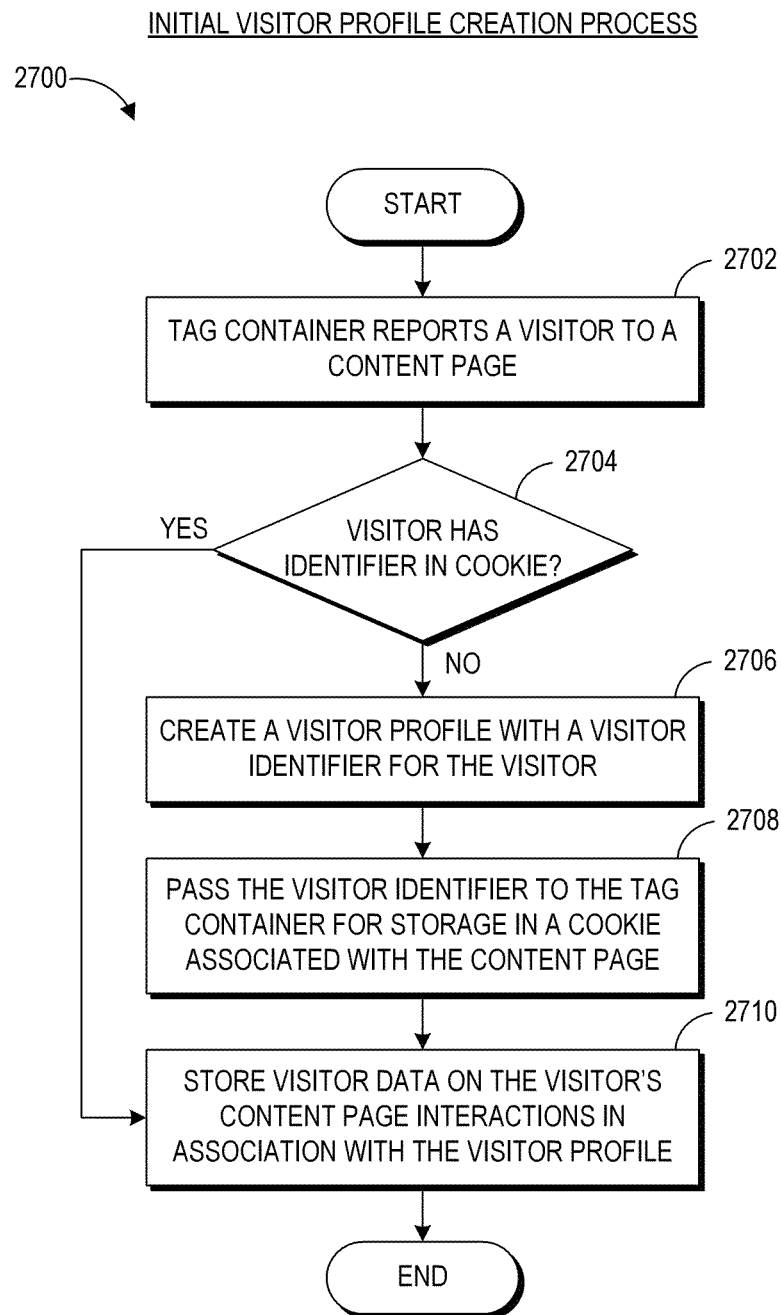 INITIAL VISITOR PROFILE CREATION PROCESS
2700
START
2702
TAG CONTAINER REPORTS A VISITOR TO A
CONTENT PAGE
2704
YES
VISITOR HAS
IDENTIFIER IN COOKIE?
NO
2706
CREATE A VISITOR PROFILE WITH A VISITOR
IDENTIFIER FOR THE VISITOR
2708
PASS THE VISITOR IDENTIFIER TO THE TAG
CONTAINER FOR STORAGE IN A COOKIE
ASSOCIATED WITH THE CONTENT PAGE
2710
STORE VISITOR DATA ON THE VISITOR'S
CONTENT PAGE INTERACTIONS IN
ASSOCIATION WITH THE VISITOR PROFILE
END